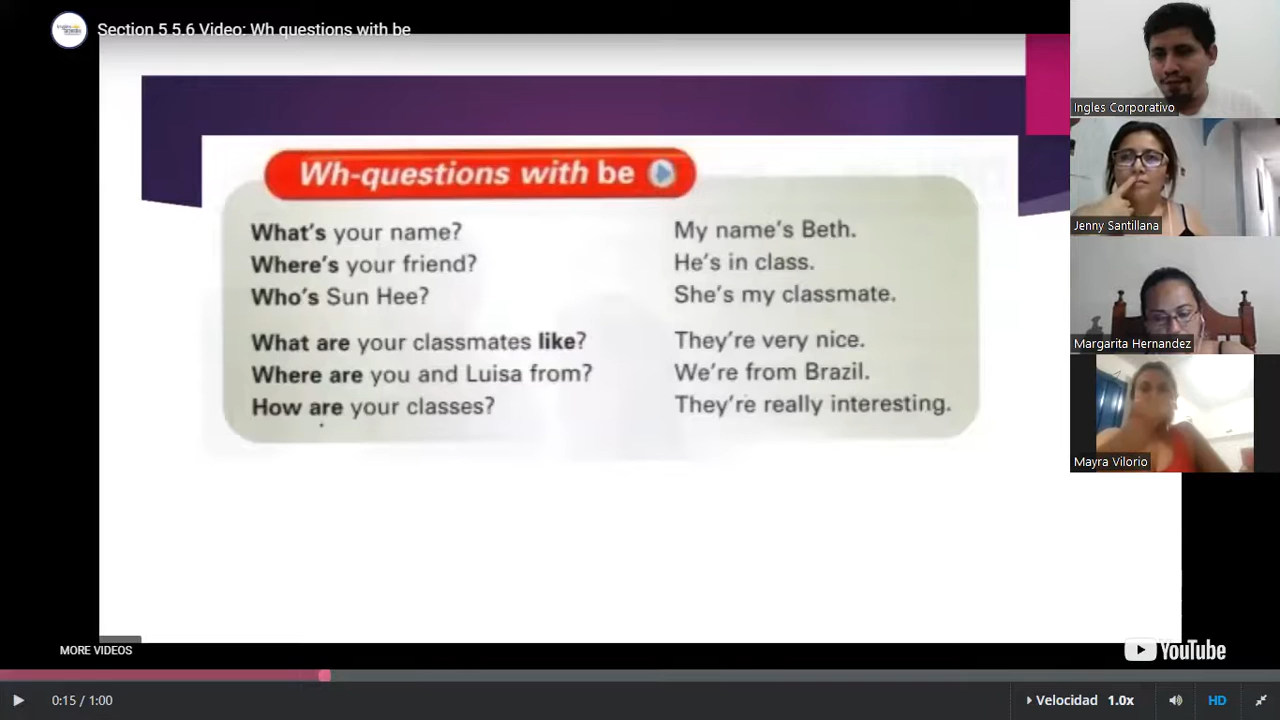 Section 5 5.6 Video: Wh questions with be
Ingles Corporativo
Jenny Santillana
Margarita Hernandez
Mayra Vilorio
Wh-questions with be
What's your name? My name's Beth.
Where's your friend? He's in class.
Who's Sun Hee? She's my classmate.
What are your classmates like? They're very nice.
Where are you and Luisa from? We're from Brazil.
How are your classes? They're really interesting.
MORE VIDEOS
YouTube
0:15 / 1:00
Velocidad 1.0x
HD